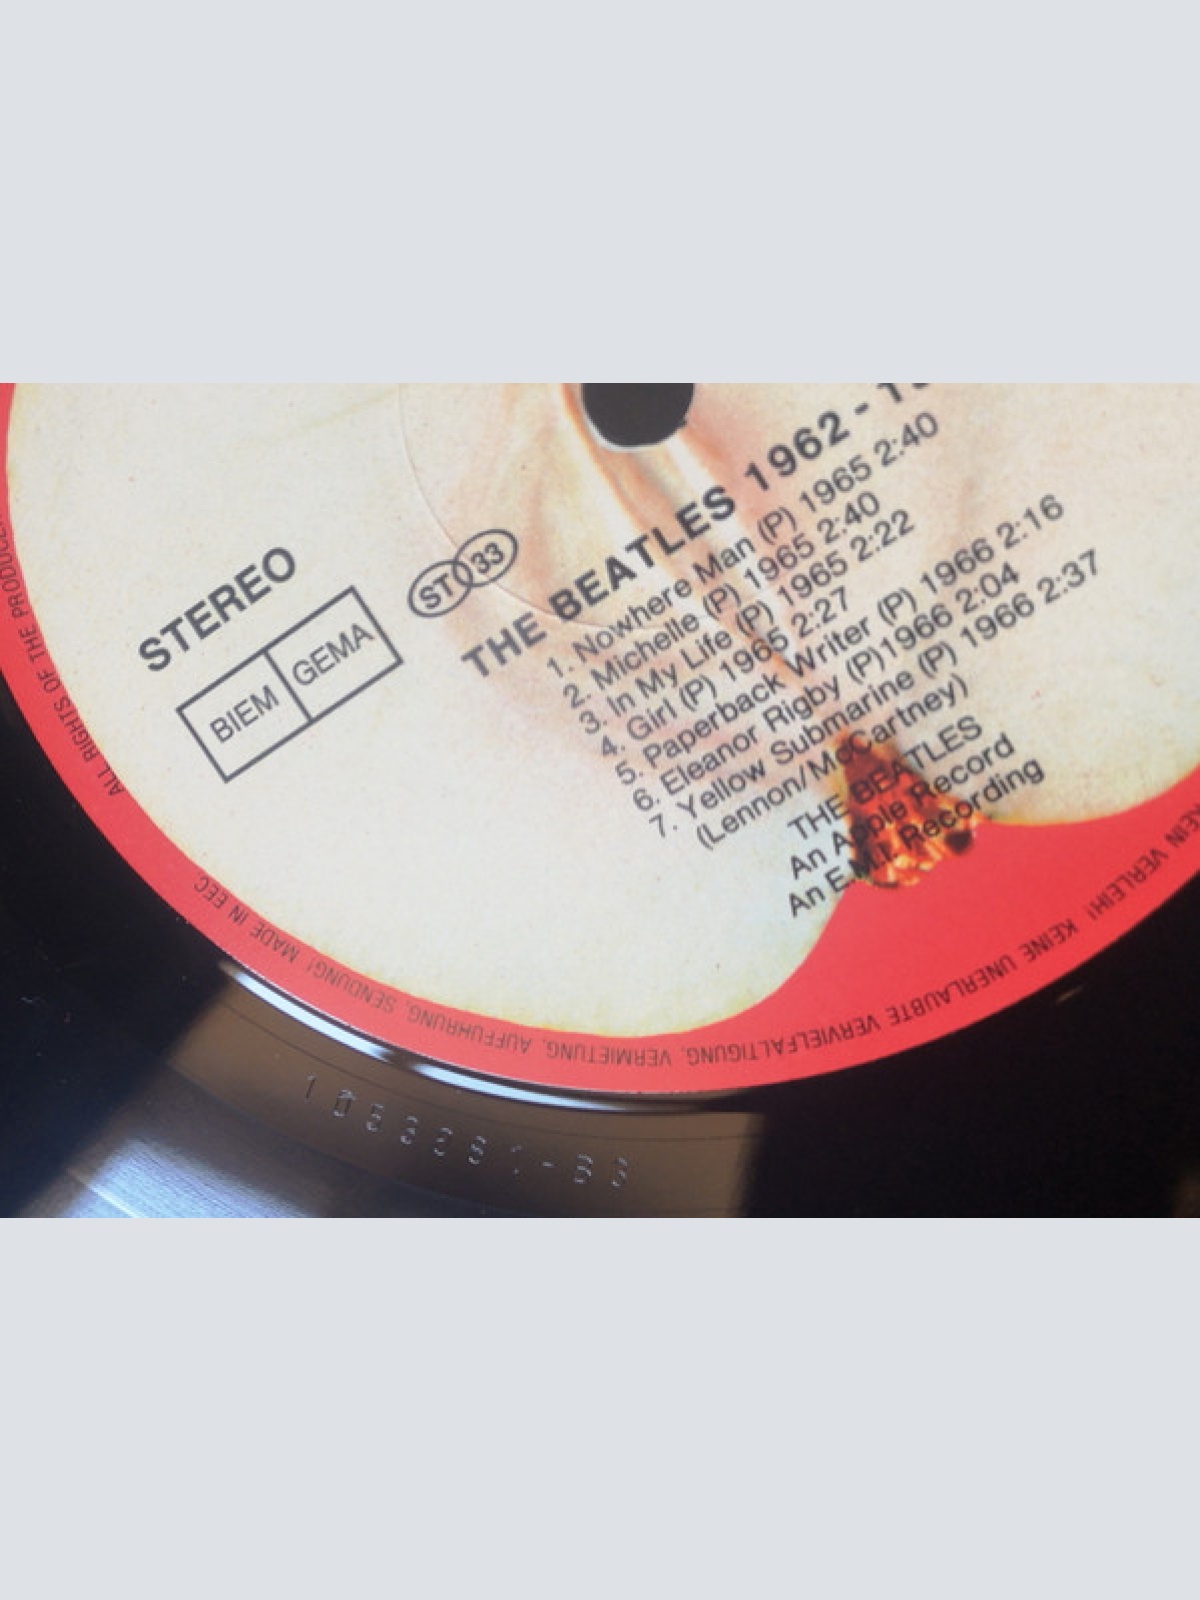 STEREO
BIEM GEMA
ST 33
THE BEATLES 1962 -
1. Nowhere Man (P) 1965 2:40
2. Michelle (P) 1965 2:40
3. In My Life (P) 1965 2:22
4. Girl (P) 1965 2:27
5. Paperback Writer (P) 1966 2:16
6. Eleanor Rigby (P)1966 2:04
7. Yellow Submarine (P) 1966 2:37
(Lennon/McCartney)
THE BEATLES
An Apple Record
An E.M.I. Recording
ALL RIGHTS OF THE
KEIN VERLEIH! KEINE UNERLAUBTE VERVIELFÄLTIGUNG, VERMIETUNG, AUFFÜHRUNG, SENDUNG! MADE IN EEC